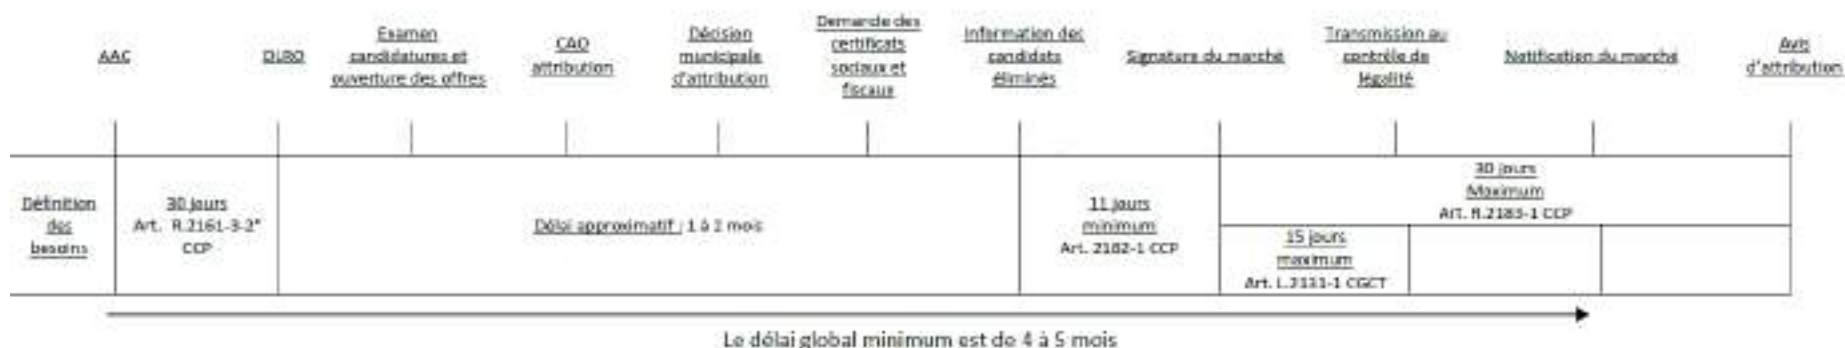 AAC
DLRO
Examen
candidatures et
ouverture des offres
CAO
attribution
Décision
municipale
d'attribution
Demande des
certificats
sociaux et
fiscaux
Information des
candidats
éliminés
Signature du marché
Transmission au
contrôle de
légalité
Notification du marché
Avis
d'attribution
Définition
des
besoins
30 jours
Art. R.2161-3-2°
CCP
Délai approximatif : 1 à 2 mois
11 jours
minimum
Art. 2182-1 CCP
30 jours
Maximum
Art. R.2183-1 CCP
15 jours
maximum
Art. L.2131-1 CGCT
Le délai global minimum est de 4 à 5 mois